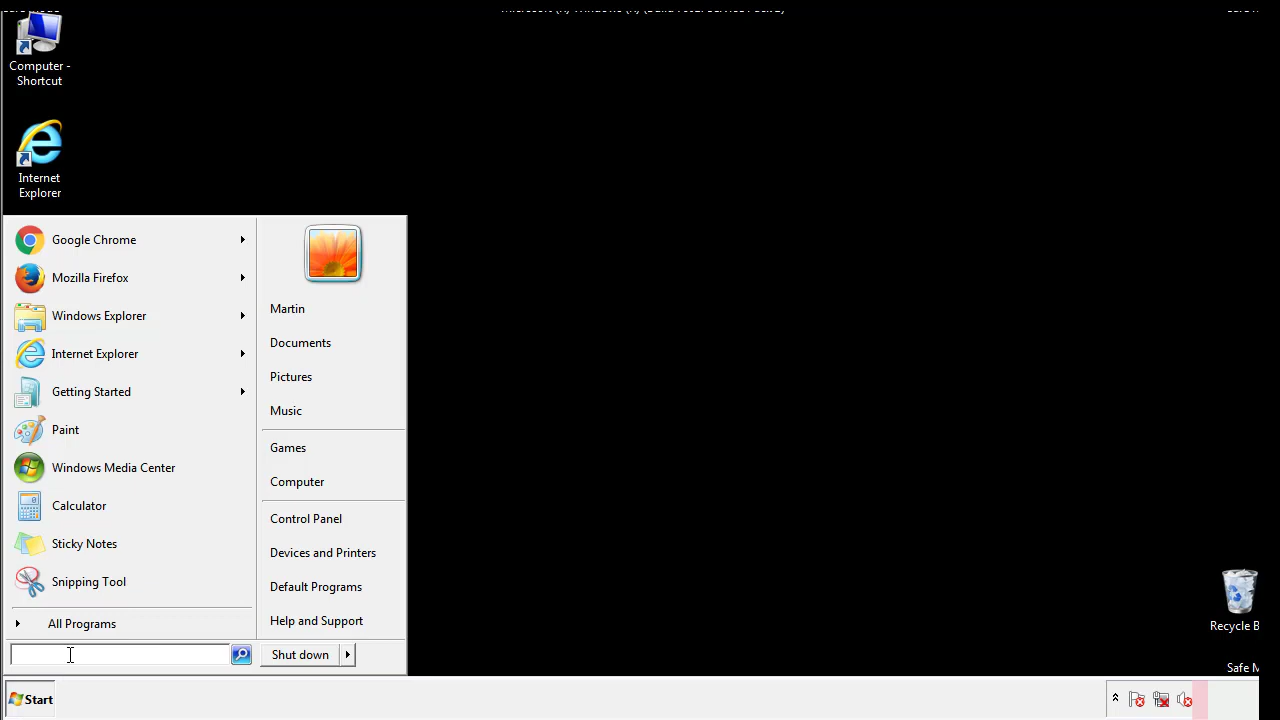 Computer -
Shortcut
Internet
Explorer
Google Chrome
Mozilla Firefox
Windows Explorer
Internet Explorer
Getting Started
Paint
Windows Media Center
Calculator
Sticky Notes
Snipping Tool
All Programs
Martin
Documents
Pictures
Music
Games
Computer
Control Panel
Devices and Printers
Default Programs
Help and Support
Shut down
Recycle B
Safe M
Start